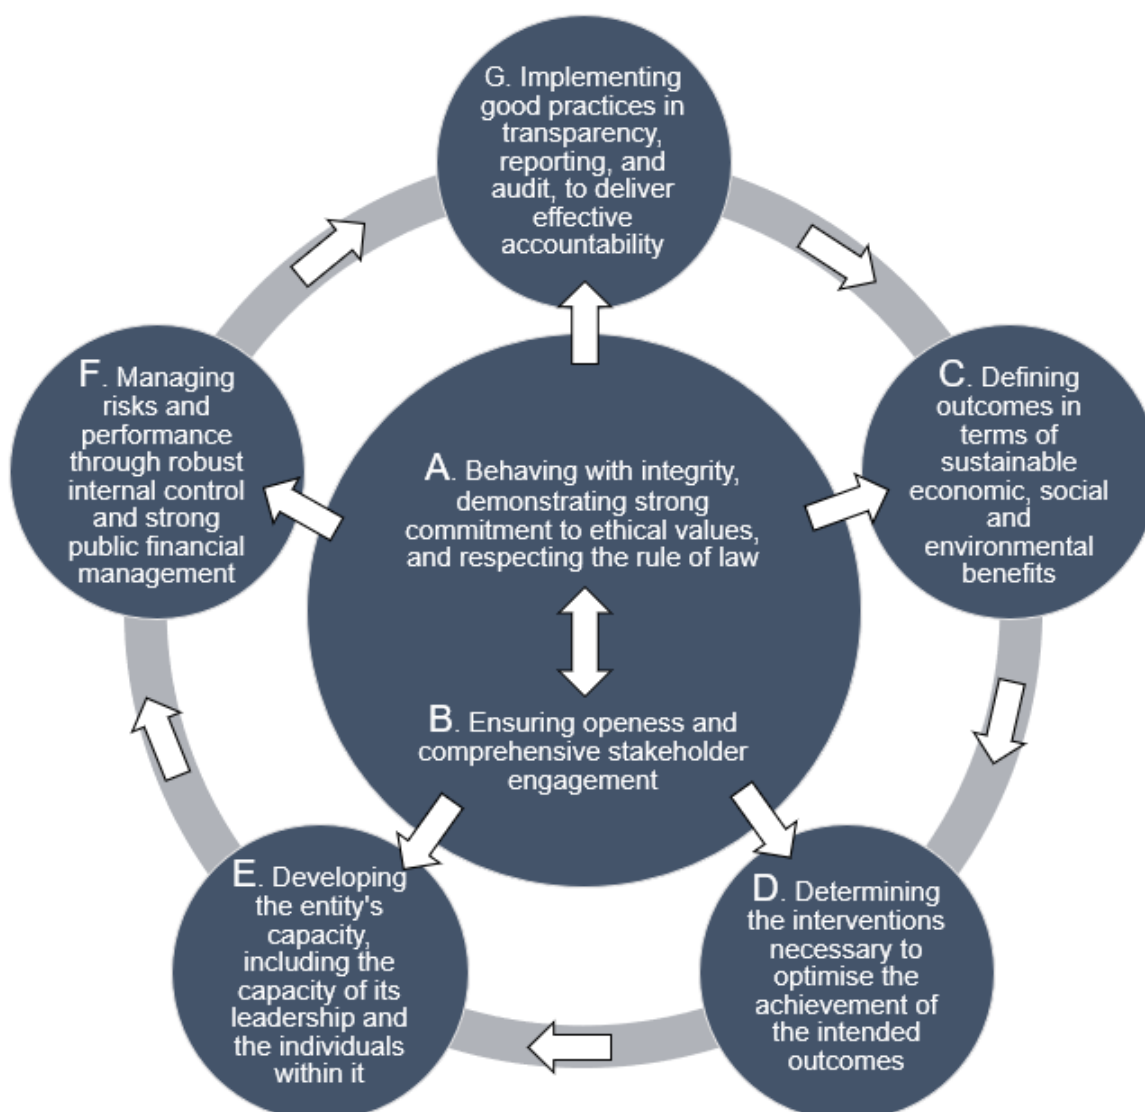 G. Implementing
good practices in
transparency,
reporting, and
audit, to deliver
effective
accountability
F. Managing
risks and
performance
through robust
internal control
and strong
public financial
management
A. Behaving with integrity,
demonstrating strong
commitment to ethical values,
and respecting the rule of law
C. Defining
outcomes in
terms of
sustainable
economic, social
and
environmental
benefits
B. Ensuring openess and
comprehensive stakeholder
engagement
E. Developing
the entity's
capacity,
including the
capacity of its
leadership and
the individuals
within it
D. Determining
the interventions
necessary to
optimise the
achievement of
the intended
outcomes